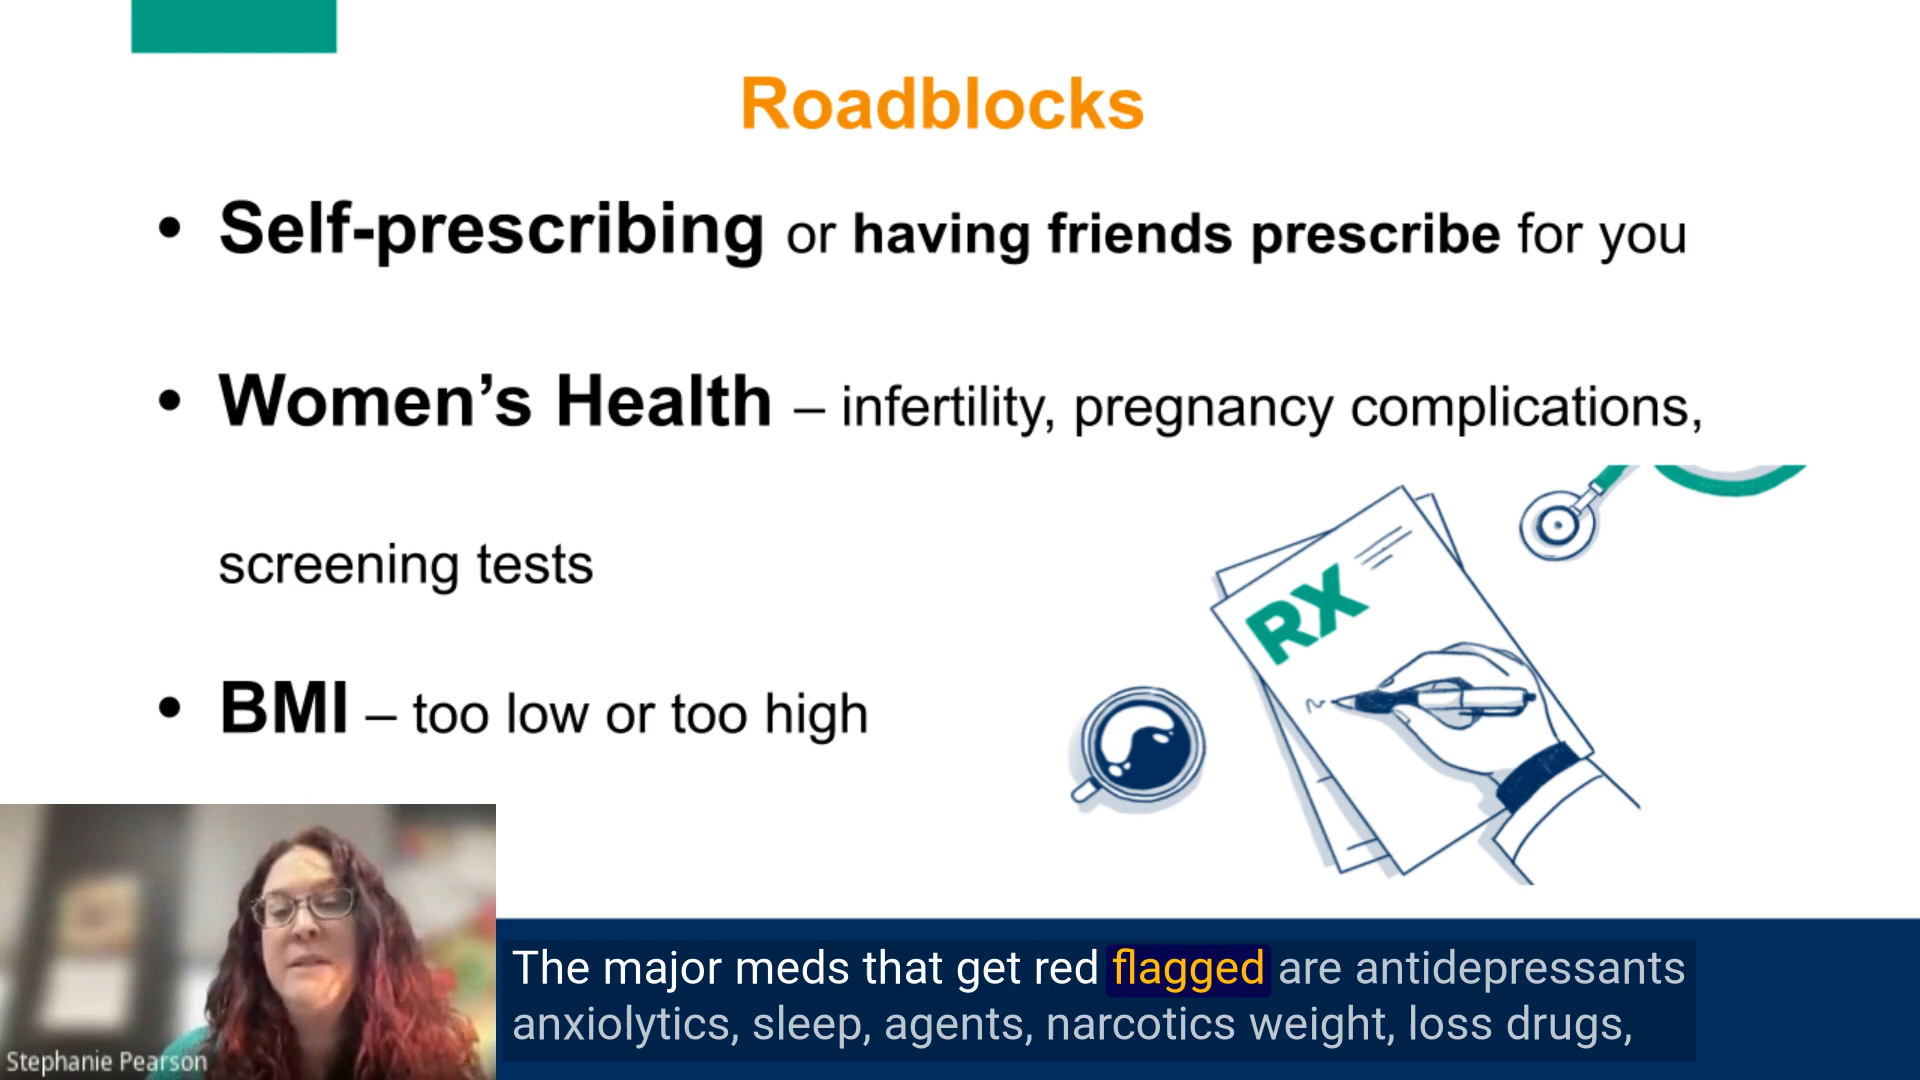 Roadblocks
• Self-prescribing or having friends prescribe for you
• Women’s Health – infertility, pregnancy complications,
screening tests
• BMI – too low or too high
RX
Stephanie Pearson
The major meds that get red flagged are antidepressants
anxiolytics, sleep, agents, narcotics weight, loss drugs,